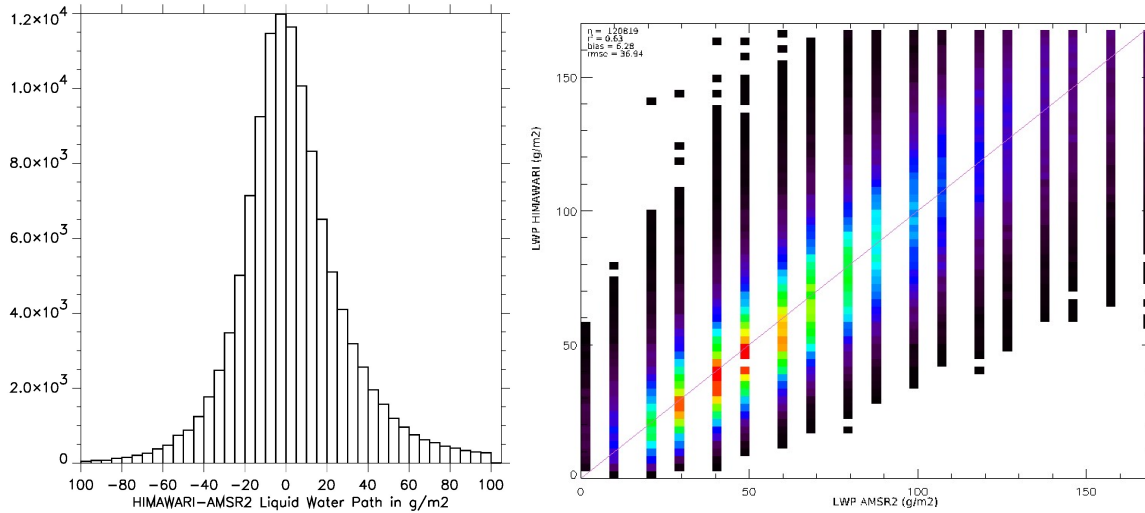 1.2×10⁴
1.0×10⁴
8.0×10³
6.0×10³
4.0×10³
2.0×10³
0
100 −80 −60 −40 −20 0 20 40 60 80 100
HIMAWARI−AMSR2 Liquid Water Path in g/m2
n = 120819
r² = 0.63
bias = 6.28
rmse = 36.94
LWP HIMAWARI (g/m2)
150
100
50
0
0 50 100 150
LWP AMSR2 (g/m2)